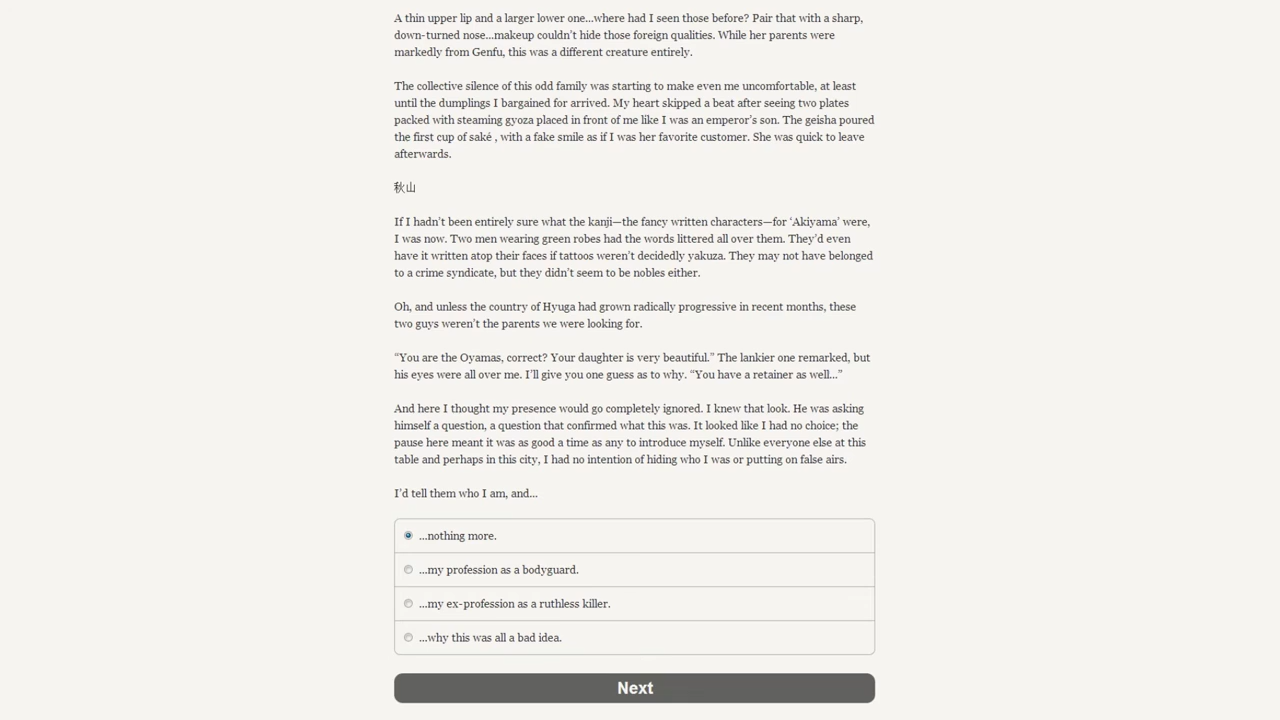 A thin upper lip and a larger lower one...where had I seen those before? Pair that with a sharp,
down-turned nose...makeup couldn't hide those foreign qualities. While her parents were
markedly from Genfu, this was a different creature entirely.
The collective silence of this odd family was starting to make even me uncomfortable, at least
until the dumplings I bargained for arrived. My heart skipped a beat after seeing two plates
packed with steaming gyoza placed in front of me like I was an emperor's son. The geisha poured
the first cup of saké , with a fake smile as if I was her favorite customer. She was quick to leave
afterwards.
秋山
If I hadn't been entirely sure what the kanji—the fancy written characters—for ‘Akiyama’ were,
I was now. Two men wearing green robes had the words littered all over them. They'd even
have it written atop their faces if tattoos weren't decidedly yakuza. They may not have belonged
to a crime syndicate, but they didn't seem to be nobles either.
Oh, and unless the country of Hyuga had grown radically progressive in recent months, these
two guys weren't the parents we were looking for.
“You are the Oyamas, correct? Your daughter is very beautiful.” The lankier one remarked, but
his eyes were all over me. I'll give you one guess as to why. “You have a retainer as well...”
And here I thought my presence would go completely ignored. I knew that look. He was asking
himself a question, a question that confirmed what this was. It looked like I had no choice; the
pause here meant it was as good a time as any to introduce myself. Unlike everyone else at this
table and perhaps in this city, I had no intention of hiding who I was or putting on false airs.
I'd tell them who I am, and...
...nothing more.
...my profession as a bodyguard.
...my ex-profession as a ruthless killer.
...why this was all a bad idea.
Next